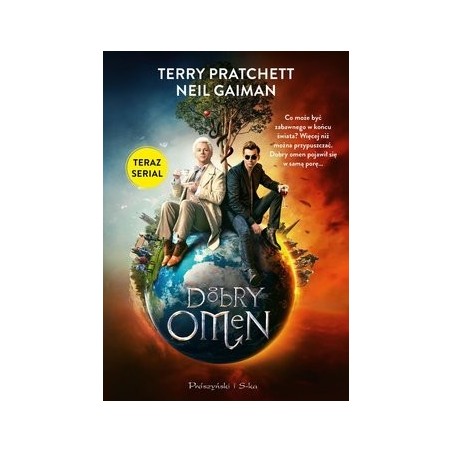 TERRY PRATCHETT
NEIL GAIMAN
Co może być
zabawnego w końcu
świata? Więcej niż
można przypuszczać.
Dobry omen pojawił się
w samą porę...
TERAZ
SERIAL
DOBRY
OMEN
Prószyński i S-ka